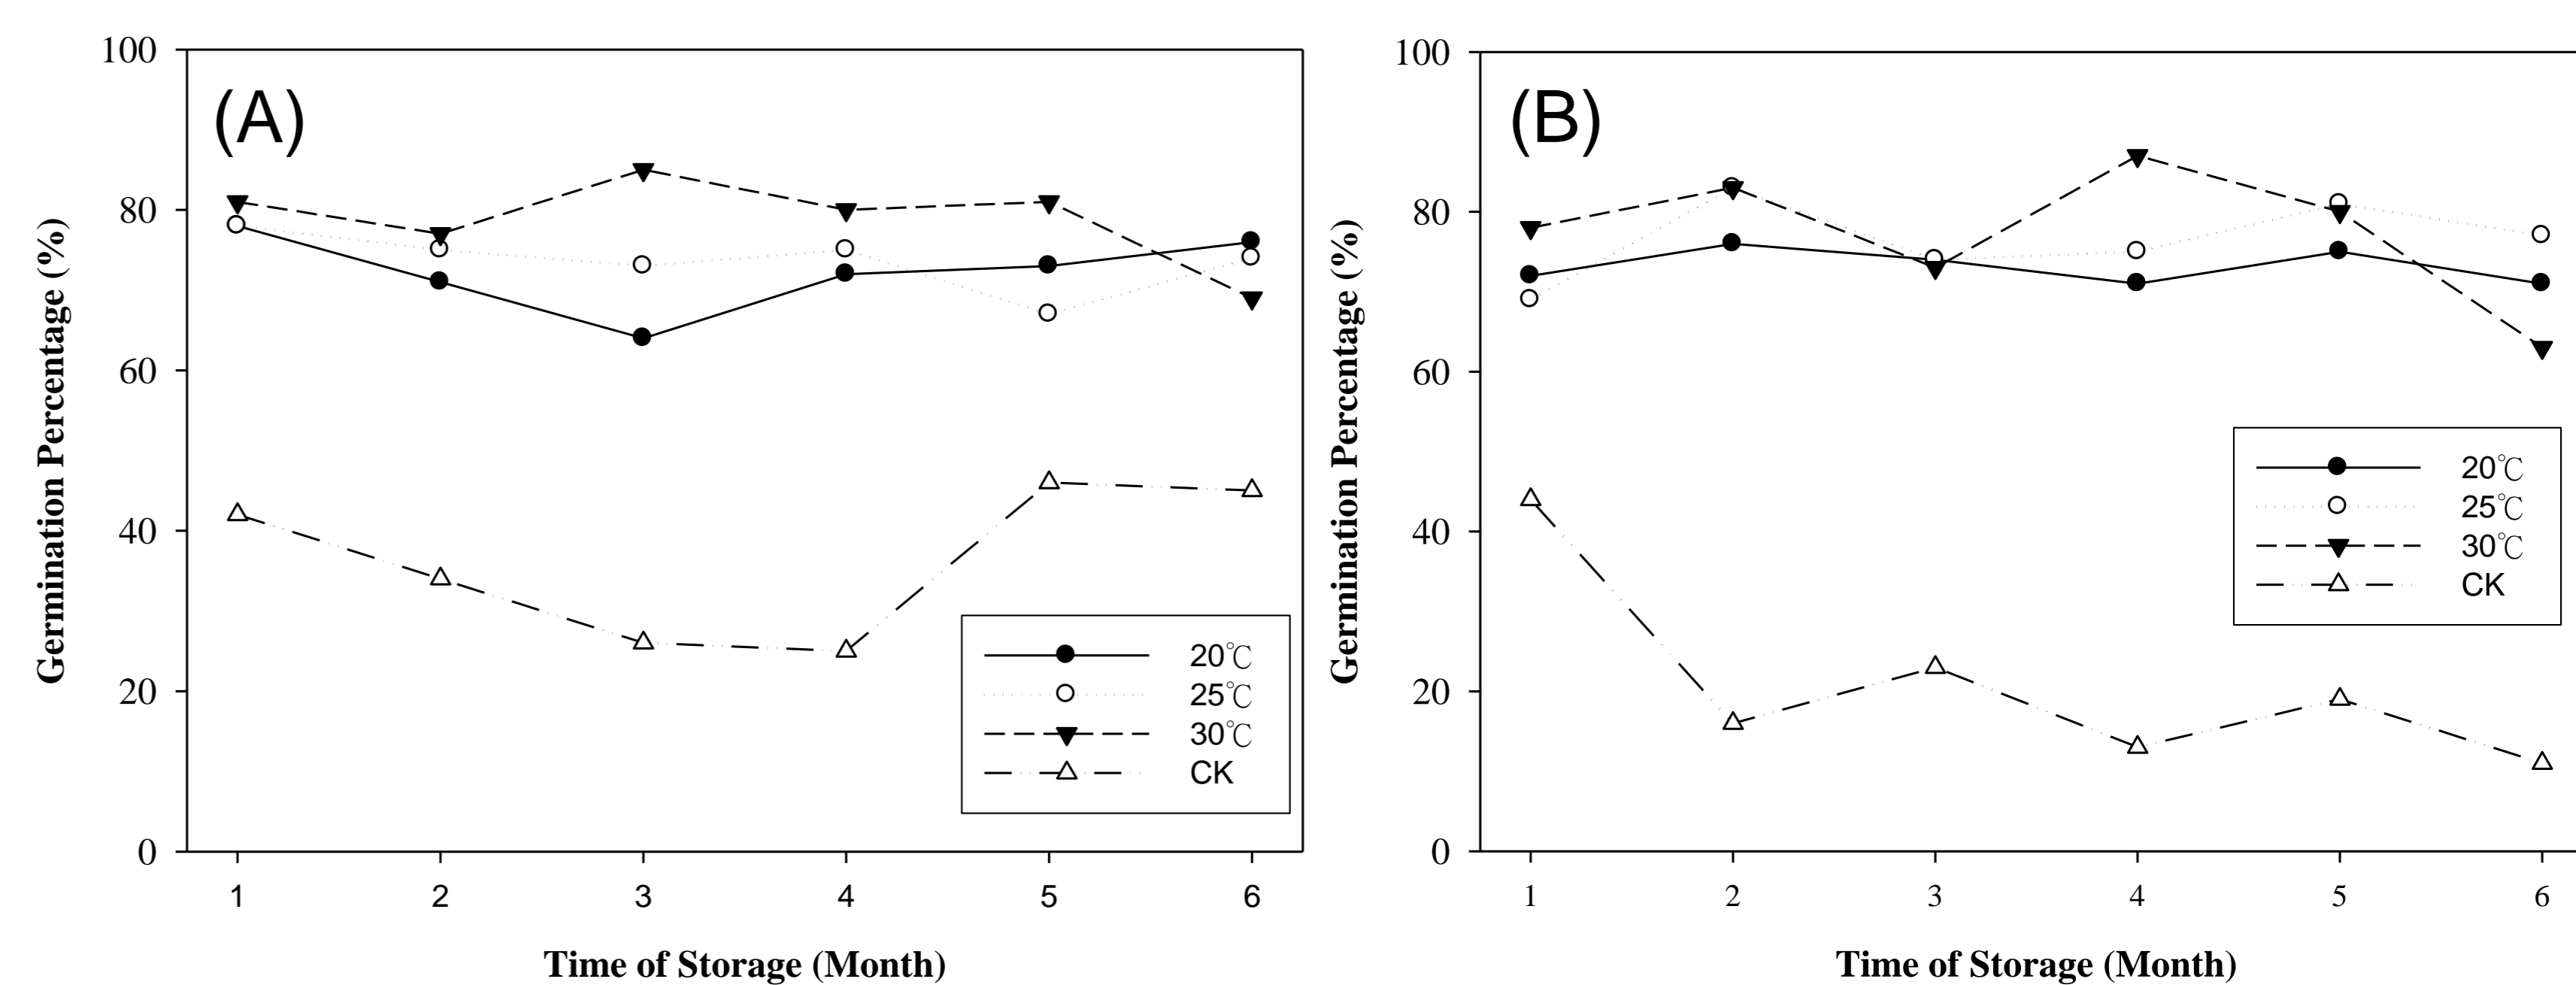 (A)
Germination Percentage (%)
100
80
60
40
20
0
20℃
25℃
30℃
CK
1 2 3 4 5 6
Time of Storage (Month)
(B)
Germination Percentage (%)
100
80
60
40
20
0
20℃
25℃
30℃
CK
1 2 3 4 5 6
Time of Storage (Month)